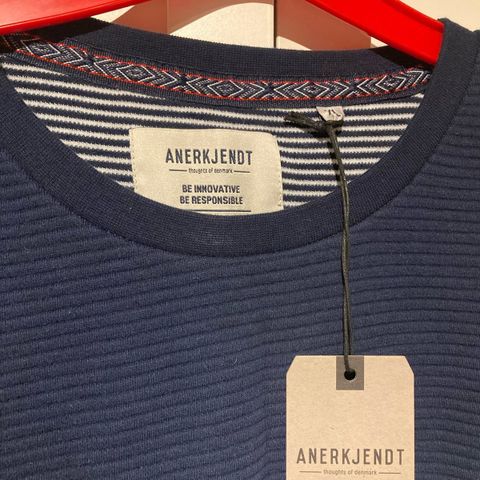 ANERKJENDT
thoughts of denmark
BE INNOVATIVE
BE RESPONSIBLE
ANERKJENDT
thoughts of denmark